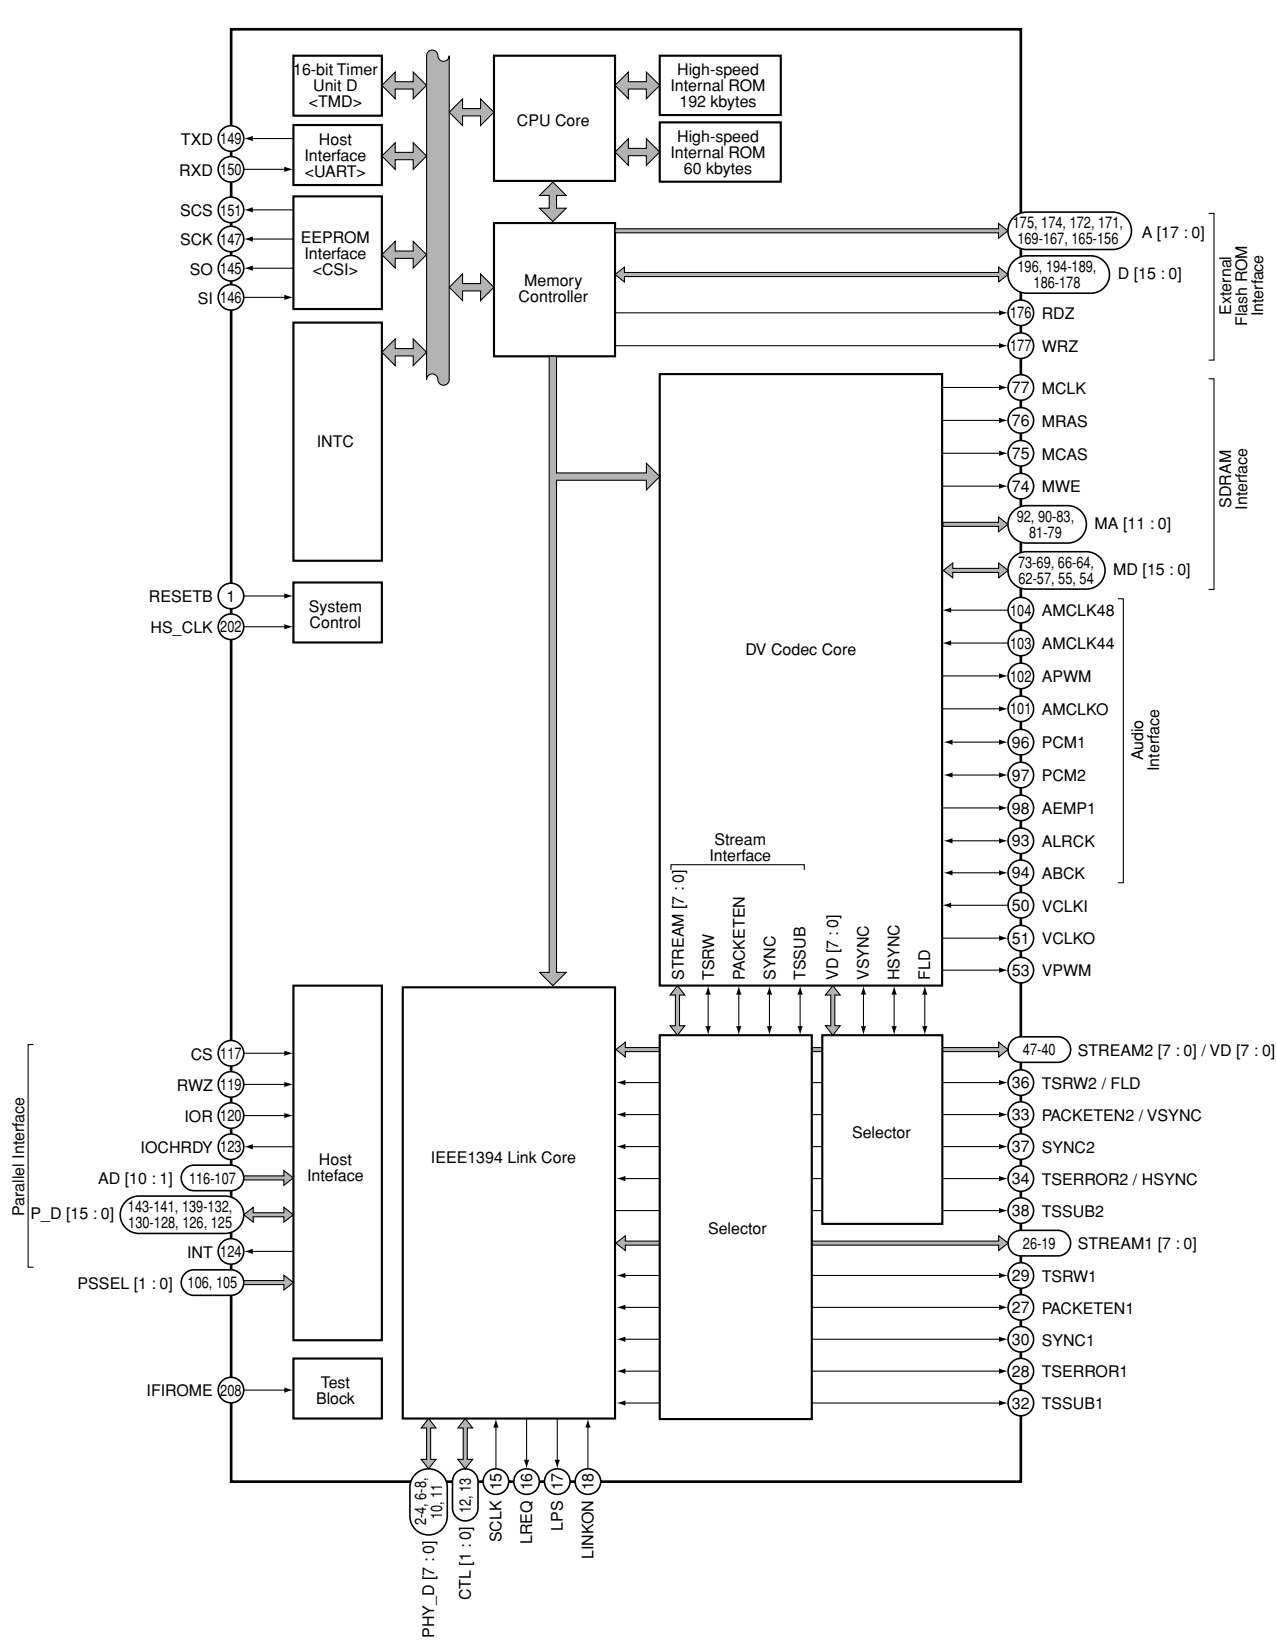 16-bit Timer
Unit D
<TMD>
CPU Core
High-speed
Internal ROM
192 kbytes
High-speed
Internal ROM
60 kbytes
TXD 149
RXD 150
Host
Interface
<UART>
SCS 151
SCK 147
SO 145
SI 146
EEPROM
Interface
<CSI>
Memory
Controller
175, 174, 172, 171,
169-167, 165-156
A [17 : 0]
196, 194-189,
186-178
D [15 : 0]
176 RDZ
177 WRZ
External
Flash ROM
Interface
INTC
77 MCLK
76 MRAS
75 MCAS
74 MWE
92, 90-83,
81-79
MA [11 : 0]
73-69, 66-64,
62-57, 55, 54
MD [15 : 0]
SDRAM
Interface
RESETB 1
HS_CLK 202
System
Control
DV Codec Core
104 AMCLK48
103 AMCLK44
102 APWM
101 AMCLKO
96 PCM1
97 PCM2
98 AEMP1
93 ALRCK
94 ABCK
Audio
Interface
50 VCLKI
51 VCLKO
53 VPWM
Stream
Interface
STREAM [7 : 0]
TSRW
PACKETEN
SYNC
TSSUB
VD [7 : 0]
VSYNC
HSYNC
FLD
Parallel Interface
CS 117
RWZ 119
IOR 120
IOCHRDY 123
AD [10 : 1] 116-107
P_D [15 : 0]
143-141, 139-132,
130-128, 126, 125
INT 124
PSSEL [1 : 0] 106, 105
Host
Inteface
IEEE1394 Link Core
Selector
Selector
47-40 STREAM2 [7 : 0] / VD [7 : 0]
36 TSRW2 / FLD
33 PACKETEN2 / VSYNC
37 SYNC2
34 TSERROR2 / HSYNC
38 TSSUB2
26-19 STREAM1 [7 : 0]
29 TSRW1
27 PACKETEN1
30 SYNC1
28 TSERROR1
32 TSSUB1
IFIROME 208
Test
Block
2-4, 6-8,
10, 11
PHY_D [7 : 0]
12, 13
CTL [1 : 0]
15
SCLK
16
LREQ
17
LPS
18
LINKON